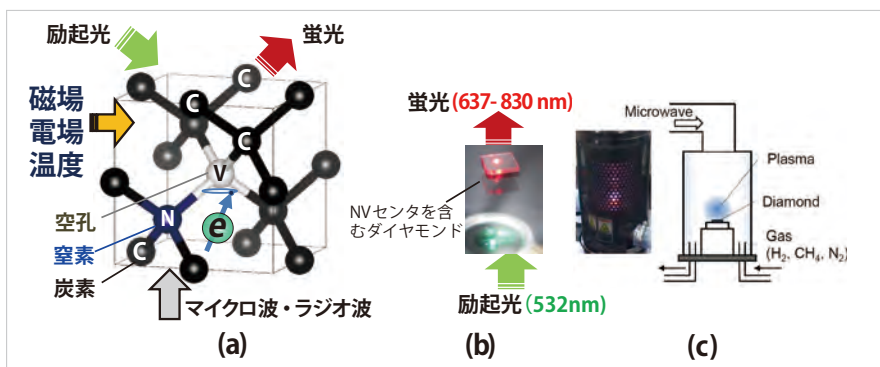 励起光
蛍光
磁場
電場
温度
C
C
C
V
N
C
e
空孔
窒素
炭素
マイクロ波・ラジオ波
(a)
蛍光(637- 830 nm)
NVセンタを含
むダイヤモンド
励起光(532nm)
(b)
Microwave
Plasma
Diamond
Gas
(H₂, CH₄, N₂)
(c)